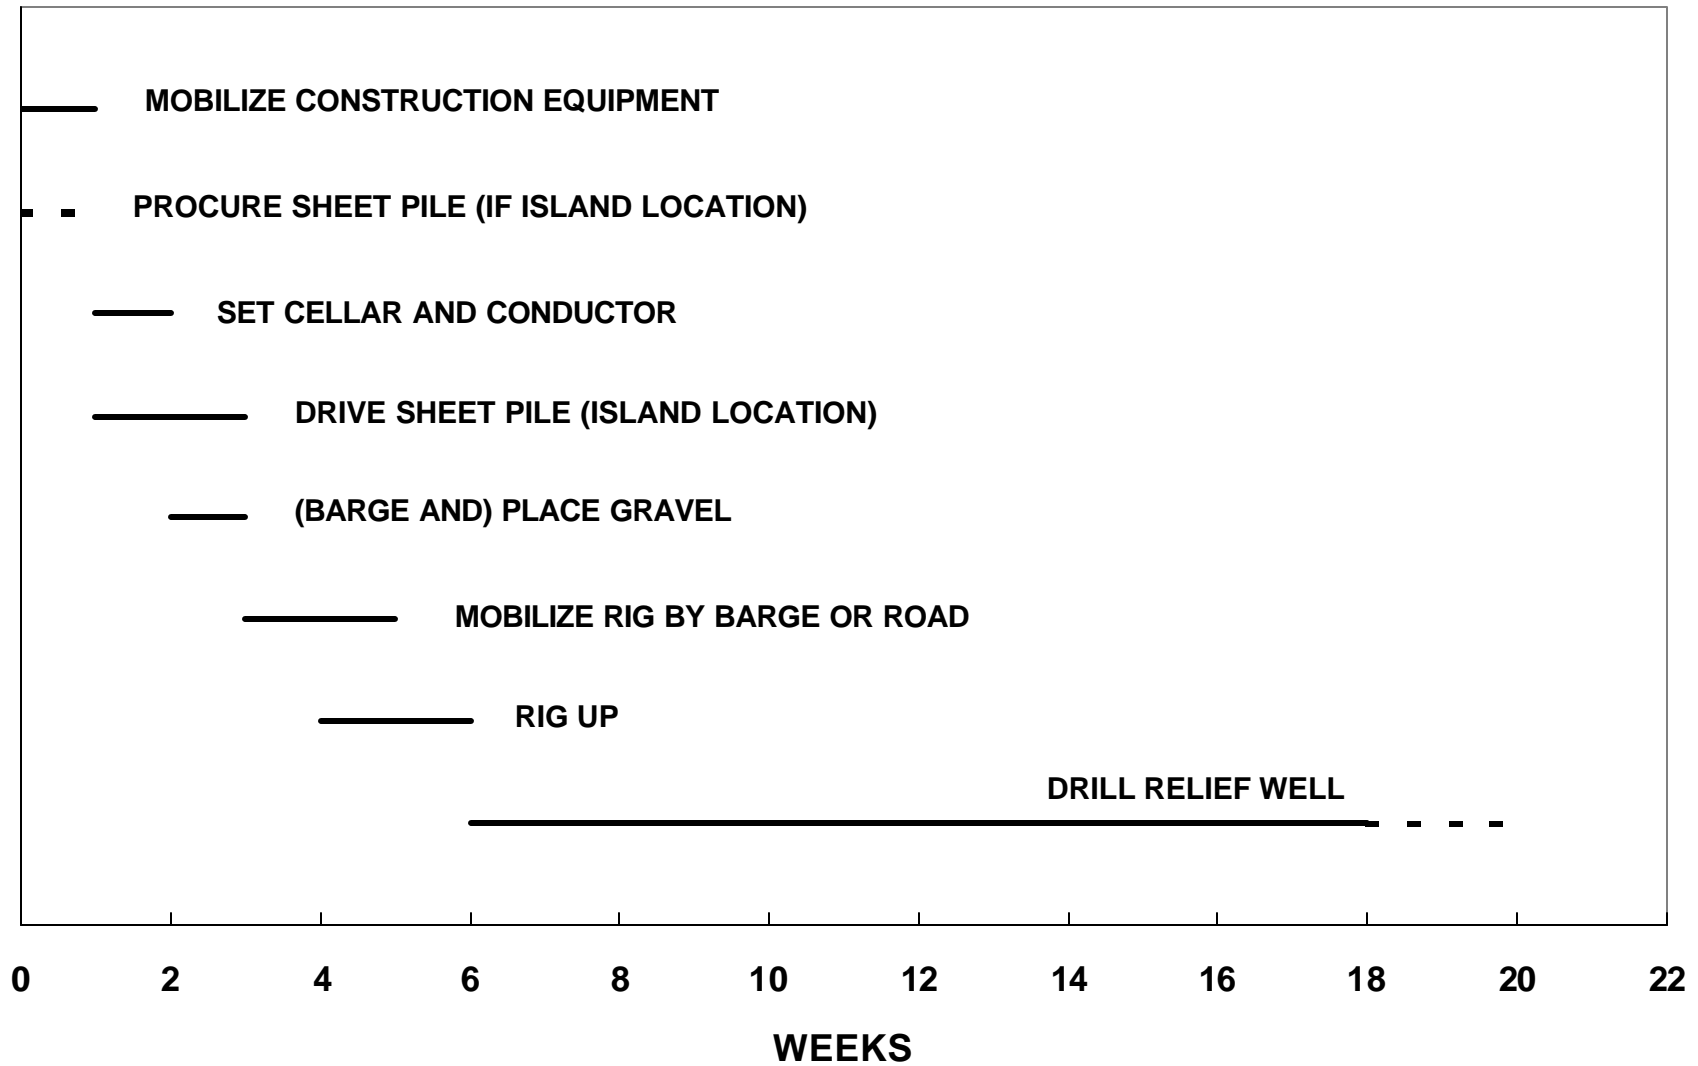 MOBILIZE CONSTRUCTION EQUIPMENT
PROCURE SHEET PILE (IF ISLAND LOCATION)
SET CELLAR AND CONDUCTOR
DRIVE SHEET PILE (ISLAND LOCATION)
(BARGE AND) PLACE GRAVEL
MOBILIZE RIG BY BARGE OR ROAD
RIG UP
DRILL RELIEF WELL
0 2 4 6 8 10 12 14 16 18 20 22
WEEKS